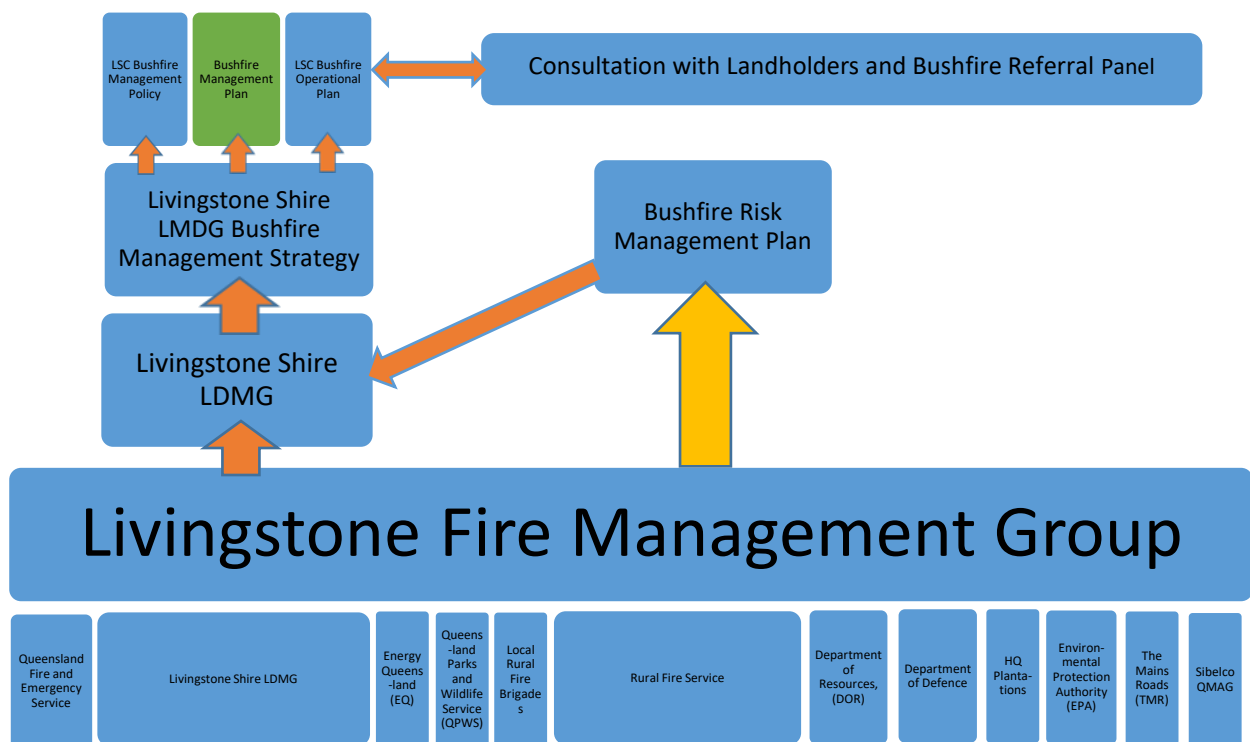 LSC Bushfire
Management
Policy
Bushfire
Management
Plan
LSC Bushfire
Operational
Plan
Consultation with Landholders and Bushfire Referral Panel
Livingstone Shire
LMDG Bushfire
Management Strategy
Bushfire Risk
Management Plan
Livingstone Shire
LDMG
Livingstone Fire Management Group
Queensland
Fire and
Emergency
Service
Livingstone Shire LDMG
Energy
Queens
-land
(EQ)
Queens
-land
Parks
and
Wildlife
Service
(QPWS)
Local
Rural
Fire
Brigade
s
Rural Fire Service
Department
of
Resources,
(DOR)
Department
of Defence
HQ
Planta-
tions
Environ-
mental
Protection
Authority
(EPA)
The
Mains
Roads
(TMR)
Sibelco
QMAG